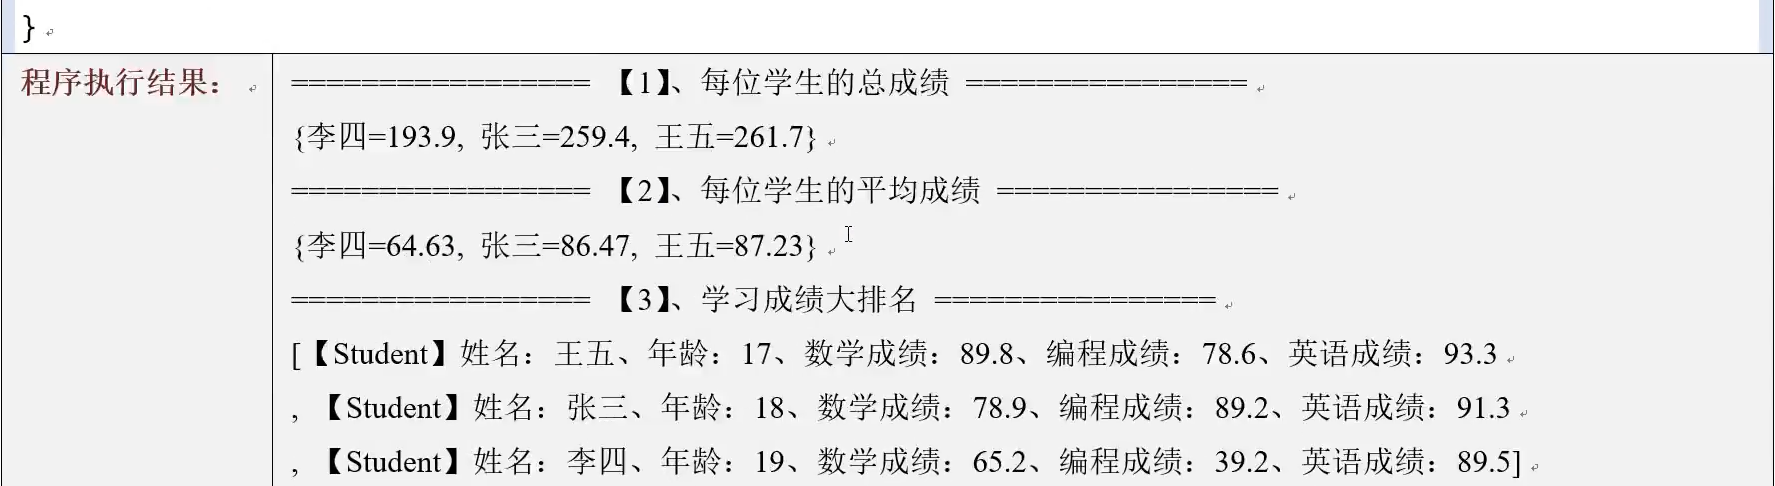 }
程序执行结果：
================= 【1】、每位学生的总成绩 ================
{李四=193.9, 张三=259.4, 王五=261.7}
================= 【2】、每位学生的平均成绩 ================
{李四=64.63, 张三=86.47, 王五=87.23}
================= 【3】、学习成绩大排名 ================
[【Student】姓名：王五、年龄：17、数学成绩：89.8、编程成绩：78.6、英语成绩：93.3
, 【Student】姓名：张三、年龄：18、数学成绩：78.9、编程成绩：89.2、英语成绩：91.3
, 【Student】姓名：李四、年龄：19、数学成绩：65.2、编程成绩：39.2、英语成绩：89.5]